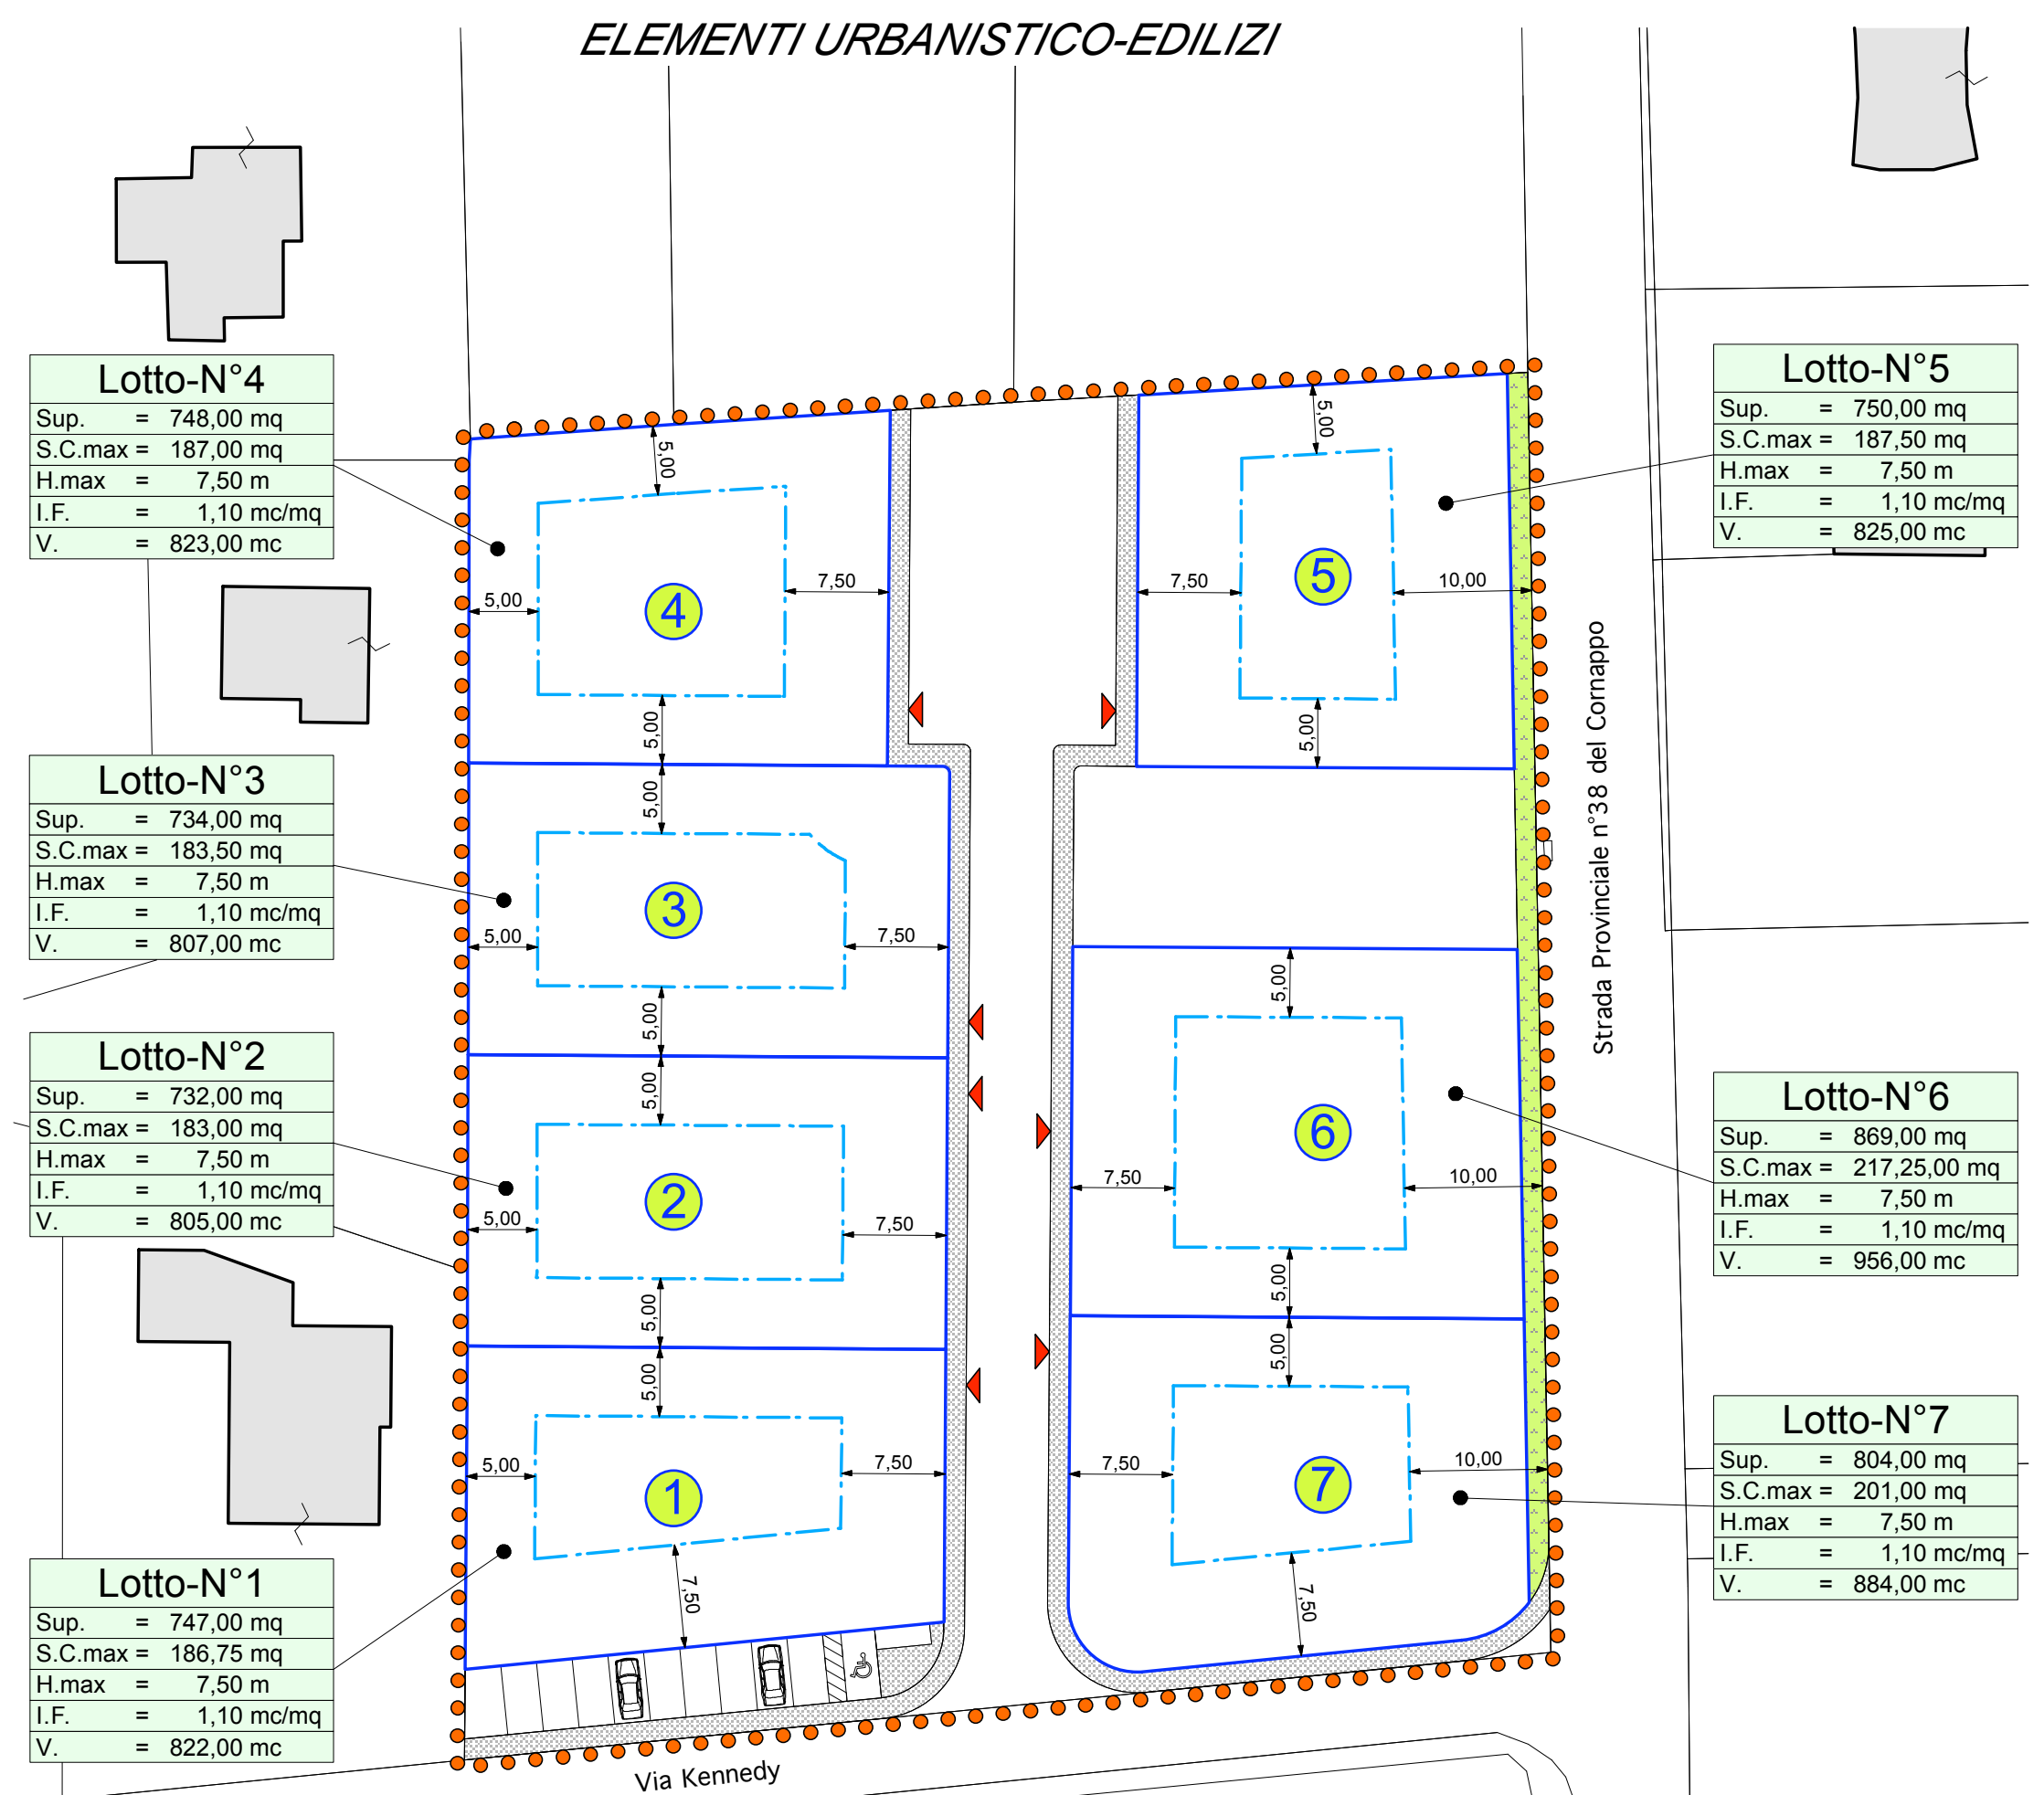 ELEMENTI URBANISTICO-EDILIZI
Lotto-N°4
Sup. = 748,00 mq
S.C.max = 187,00 mq
H.max = 7,50 m
I.F. = 1,10 mc/mq
V. = 823,00 mc
Lotto-N°3
Sup. = 734,00 mq
S.C.max = 183,50 mq
H.max = 7,50 m
I.F. = 1,10 mc/mq
V. = 807,00 mc
Lotto-N°2
Sup. = 732,00 mq
S.C.max = 183,00 mq
H.max = 7,50 m
I.F. = 1,10 mc/mq
V. = 805,00 mc
Lotto-N°1
Sup. = 747,00 mq
S.C.max = 186,75 mq
H.max = 7,50 m
I.F. = 1,10 mc/mq
V. = 822,00 mc
5,00
5,00
4
7,50
5,00
5,00
3
5,00
7,50
5,00
5,00
2
5,00
7,50
5,00
5,00
5,00
7,50
1
7,50
5,00
7,50
5
10,00
5,00
5,00
6
7,50
10,00
5,00
5,00
7,50
10,00
7
7,50
Via Kennedy
Strada Provinciale n°38 del Cornappo
Lotto-N°5
Sup. = 750,00 mq
S.C.max = 187,50 mq
H.max = 7,50 m
I.F. = 1,10 mc/mq
V. = 825,00 mc
Lotto-N°6
Sup. = 869,00 mq
S.C.max = 217,25,00 mq
H.max = 7,50 m
I.F. = 1,10 mc/mq
V. = 956,00 mc
Lotto-N°7
Sup. = 804,00 mq
S.C.max = 201,00 mq
H.max = 7,50 m
I.F. = 1,10 mc/mq
V. = 884,00 mc